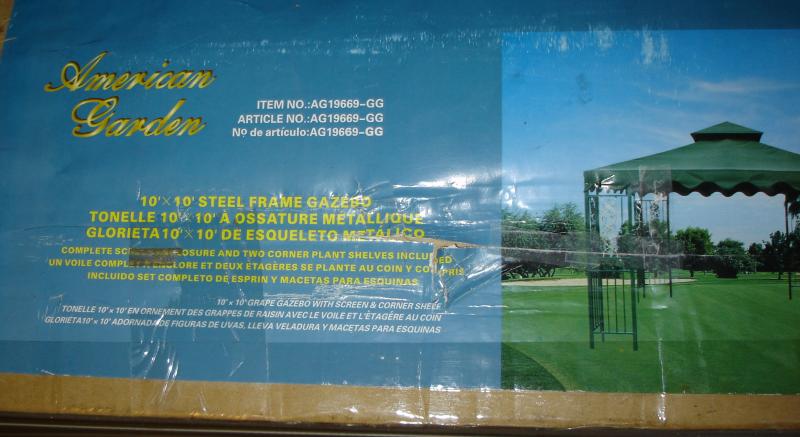 American
Garden
ITEM NO.:AG19669-GG
ARTICLE NO.:AG19669-GG
Nº de artículo:AG19669-GG
10'×10' STEEL FRAME GAZEBO
TONELLE 10'×10' À OSSATURE METALLIQUE
GLORIETA 10'×10' DE ESQUELETO METÁLICO
COMPLETE AND TWO CORNER PLANT SHELVES INCLUDED
UN VOILE COMPLET ENCLORE ET DEUX ÉTAGÈRES SE PLANTE AU COIN Y
INCLUIDO SET COMPLETO DE ESPRIN Y MACETAS PARA ESQUINAS
10' x 10' GRAPE GAZEBO WITH SCREEN & CORNER SHELF
TONELLE 10' x 10' EN ORNEMENT DES GRAPPES DE RAISIN AVEC LE VOILE ET L'ÉTAGÈRE AU COIN
GLORIETA10' x 10' ADORNADA DE FIGURAS DE UVAS. LLEVA VELADURA Y MACETAS PARA ESQUINAS